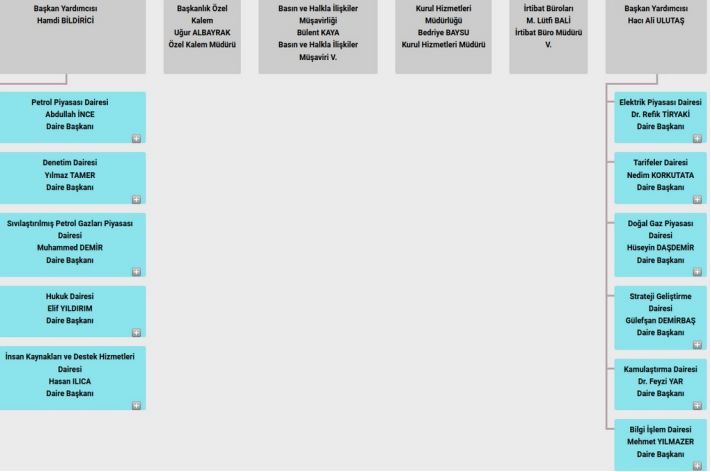 Başkan Yardımcısı
Hamdi BİLDİRİCİ
Başkanlık Özel
Kalem
Uğur ALBAYRAK
Özel Kalem Müdürü
Basın ve Halkla İlişkiler
Müşavirliği
Bülent KAYA
Basın ve Halkla İlişkiler
Müşaviri V.
Kurul Hizmetleri
Müdürlüğü
Bedriye BAYSU
Kurul Hizmetleri Müdürü
İrtibat Büroları
M. Lütfi BALİ
İrtibat Büro Müdürü
V.
Başkan Yardımcısı
Hacı Ali ULUTAŞ
Petrol Piyasası Dairesi
Abdullah İNCE
Daire Başkanı
Denetim Dairesi
Yılmaz TAMER
Daire Başkanı
Sıvılaştırılmış Petrol Gazları Piyasası
Dairesi
Muhammed DEMİR
Daire Başkanı
Hukuk Dairesi
Elif YILDIRIM
Daire Başkanı
İnsan Kaynakları ve Destek Hizmetleri
Dairesi
Hasan ILICA
Daire Başkanı
Elektrik Piyasası Dairesi
Dr. Refik TİRYAKİ
Daire Başkanı
Tarifeler Dairesi
Nedim KORKUTATA
Daire Başkanı
Doğal Gaz Piyasası
Dairesi
Hüseyin DAŞDEMİR
Daire Başkanı
Strateji Geliştirme
Dairesi
Gülefşan DEMİRBAŞ
Daire Başkanı
Kamulaştırma Dairesi
Dr. Feyzi YAR
Daire Başkanı
Bilgi İşlem Dairesi
Mehmet YILMAZER
Daire Başkanı